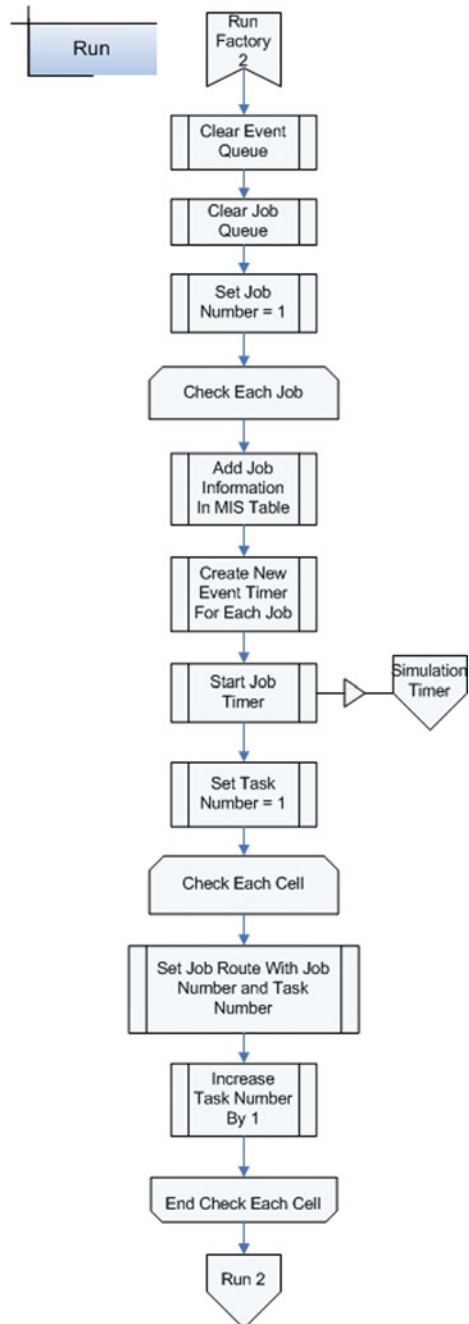 Run
Run
Factory
2
Clear Event
Queue
Clear Job
Queue
Set Job
Number = 1
Check Each Job
Add Job
Information
In MIS Table
Create New
Event Timer
For Each Job
Start Job
Timer
Simulation
Timer
Set Task
Number = 1
Check Each Cell
Set Job Route With Job
Number and Task
Number
Increase
Task Number
By 1
End Check Each Cell
Run 2